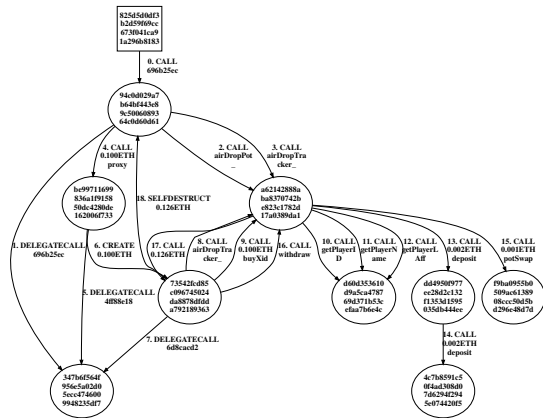 825d5d0df3
b2d59f69cc
673f041ca9
1a296b8183
0. CALL
696b25ec
94c0d029a7
b64bf443e8
9c50060893
64c0d60d61
4. CALL
0.100ETH
proxy
2. CALL
airDropPot
_
3. CALL
airDropTra
cker_
be99711699
836a1f9158
50dc4280de
162006f733
18. SELFDESTRUCT
0.126ETH
a62142888a
ba8370742b
e823c1782d
17a0389da1
1. DELEGATECALL
696b25ec
6. CREATE
0.100ETH
17. CALL
0.126ETH
8. CALL
airDropTra
cker_
9. CALL
0.100ETH
buyXid
16. CALL
withdraw
10. CALL
getPlayerI
D
11. CALL
getPlayerN
ame
12. CALL
getPlayerL
Aff
13. CALL
0.002ETH
deposit
15. CALL
0.001ETH
potSwap
5. DELEGATECALL
4ff88e18
73542fcd85
c096745024
da8878dfdd
a792189363
d60d353610
d9a5ca4787
69d371b53c
efaa7b6e4c
dd4950f977
ee28d2c132
f1353d1595
035db444ee
f9ba0955b0
509ac61389
08ccc50d5b
d296e48d7d
7. DELEGATECALL
6d8cacd2
14. CALL
0.002ETH
deposit
347b6f564f
956e5a02d0
5ecc474600
9948235df7
4c7b8591c5
0f4ad308d0
7d6294f294
5e074420f5